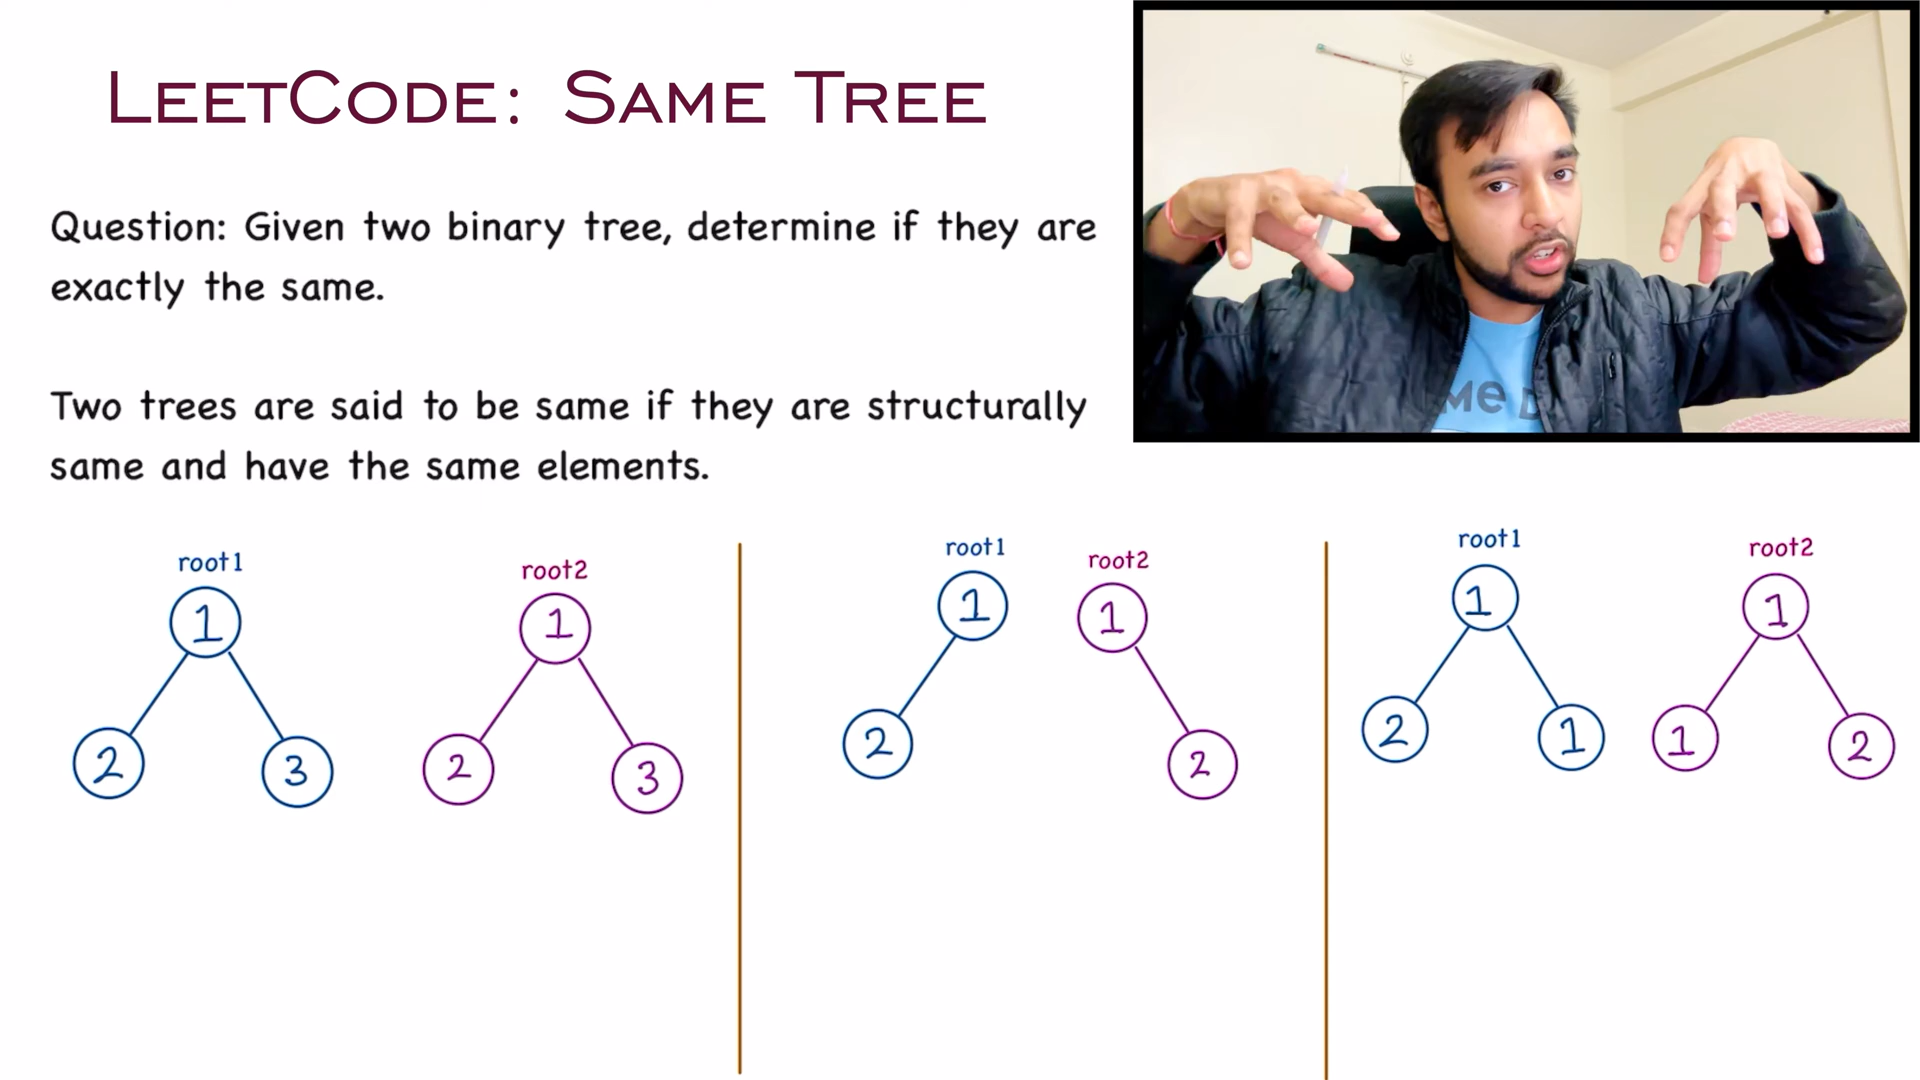 LEETCODE: SAME TREE
Question: Given two binary tree, determine if they are
exactly the same.
Two trees are said to be same if they are structurally
same and have the same elements.
root1
1
2 3
root2
1
2 3
root1
1
2
root2
1
2
root1
1
2 1
root2
1
1 2